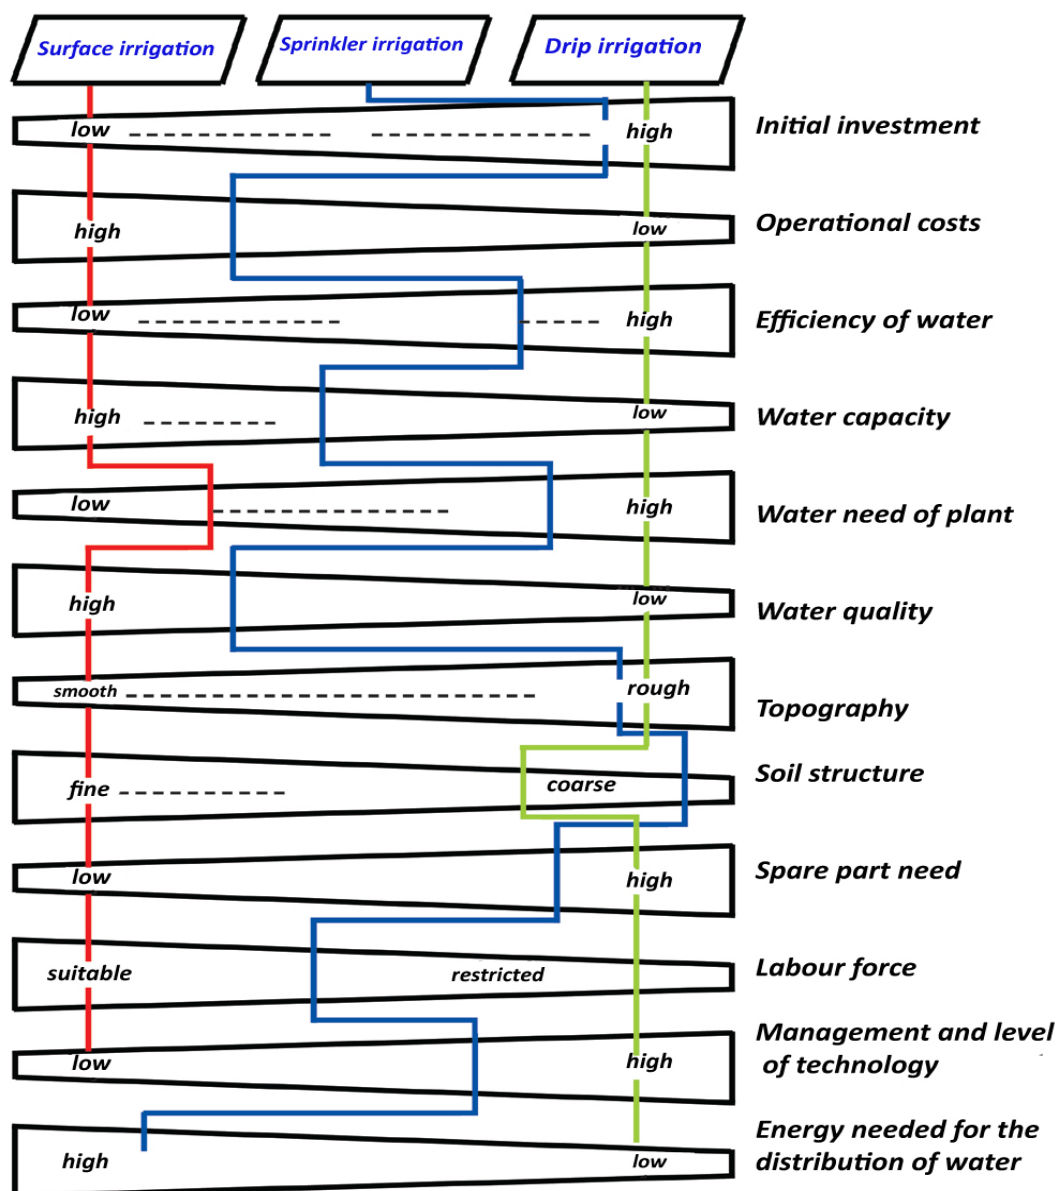 Surface irrigation
Sprinkler irrigation
Drip irrigation
low
high
Initial investment
high
low
Operational costs
low
high
Efficiency of water
high
low
Water capacity
low
high
Water need of plant
high
low
Water quality
smooth
rough
Topography
fine
coarse
Soil structure
low
high
Spare part need
suitable
restricted
Labour force
low
high
Management and level
of technology
high
low
Energy needed for the
distribution of water